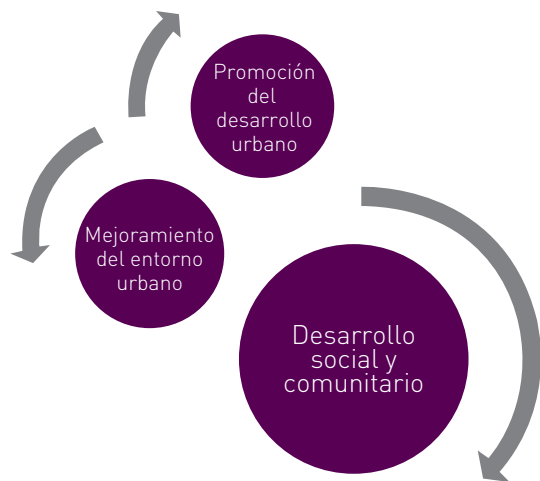 Promoción
del
desarrollo
urbano
Mejoramiento
del entorno
urbano
Desarrollo
social y
comunitario